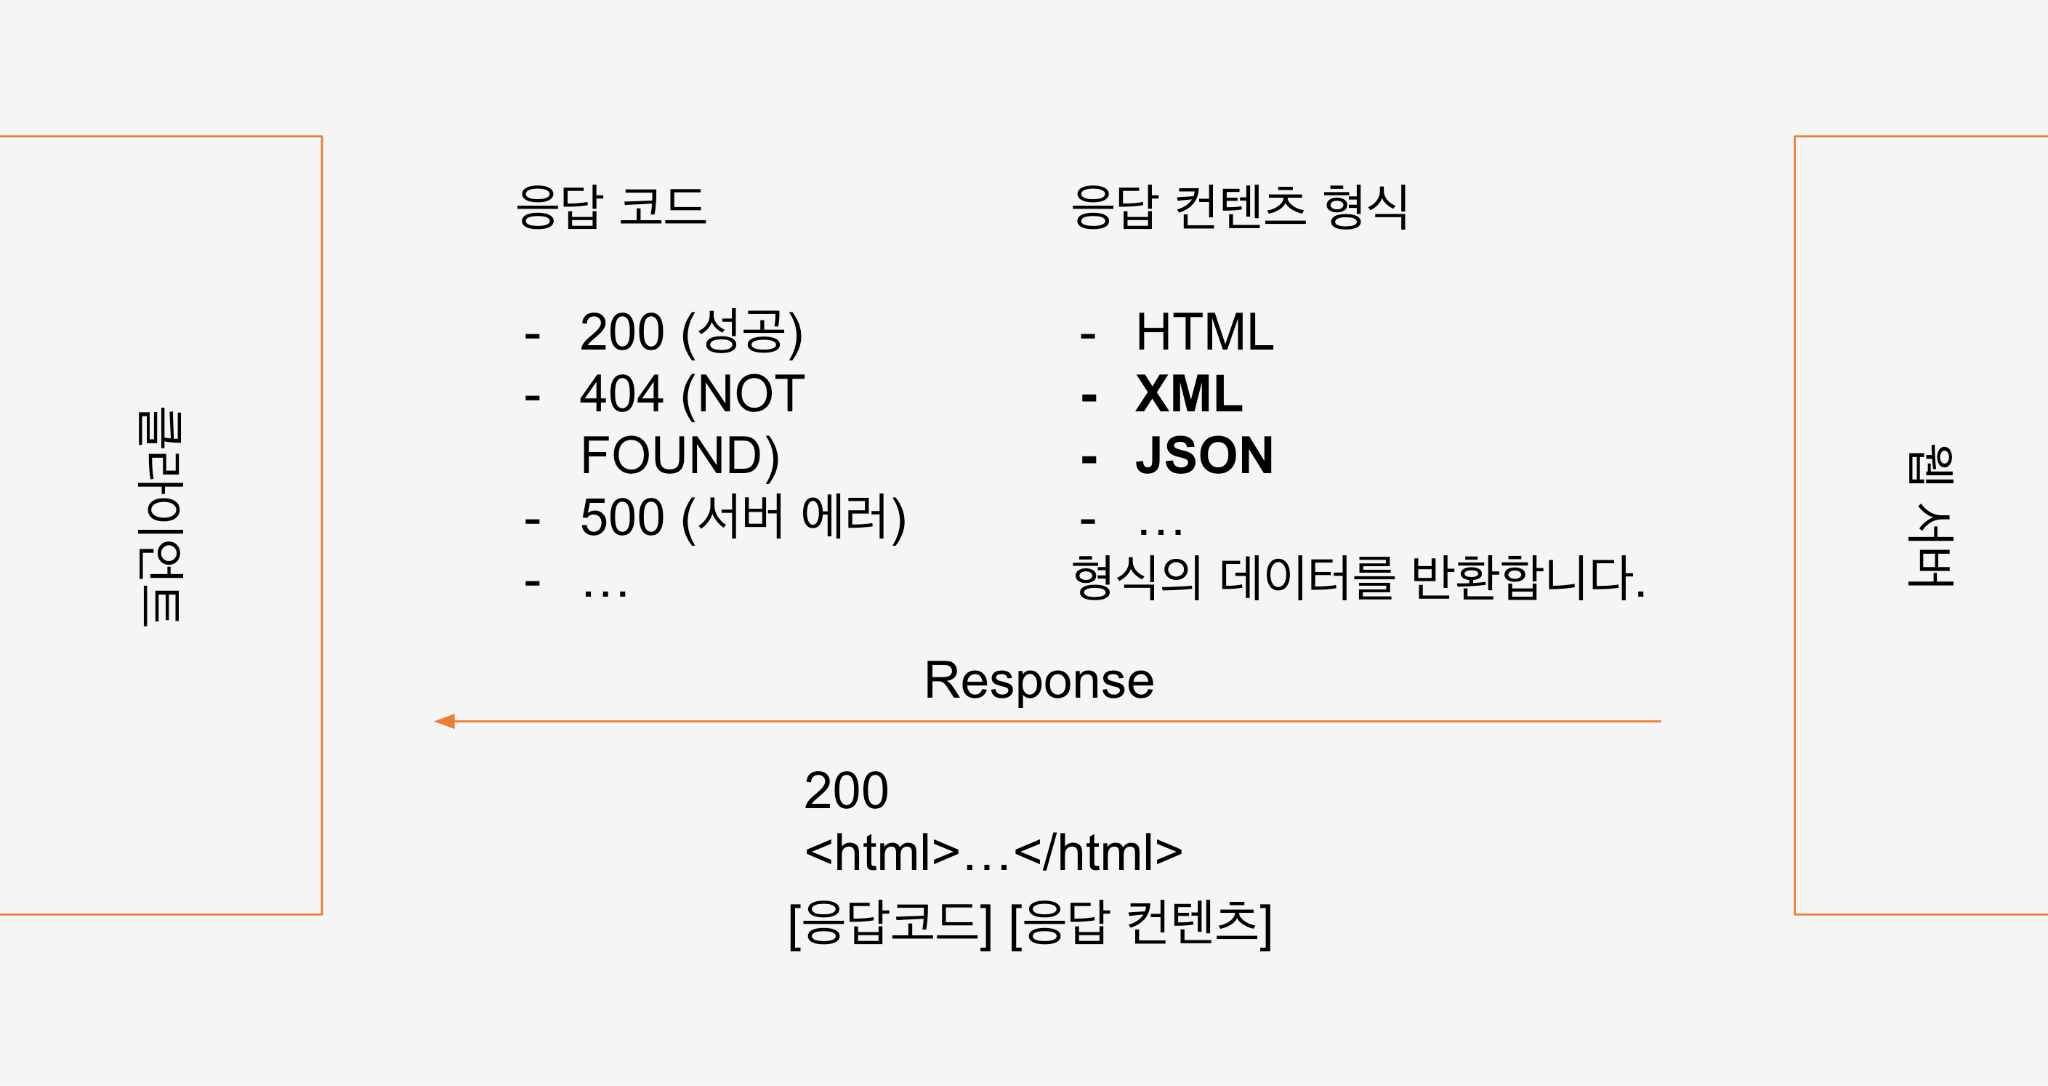 클라이언트
응답 코드
- 200 (성공)
- 404 (NOT
FOUND)
- 500 (서버 에러)
- …
응답 컨텐츠 형식
- HTML
- XML
- JSON
- …
형식의 데이터를 반환합니다.
Response
200
<html>…</html>
[응답코드] [응답 컨텐츠]
웹 서버